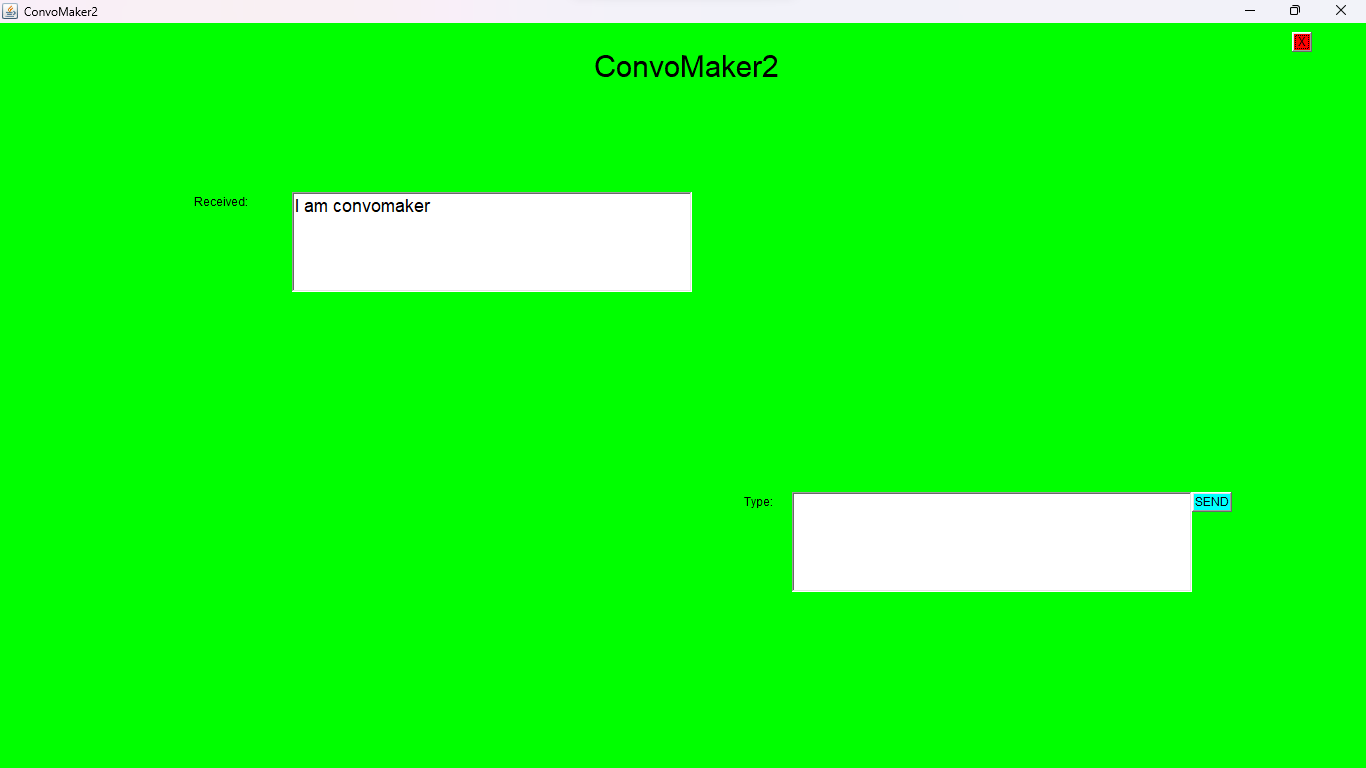 ConvoMaker2
X
ConvoMaker2
Received:
I am convomaker
Type:
SEND